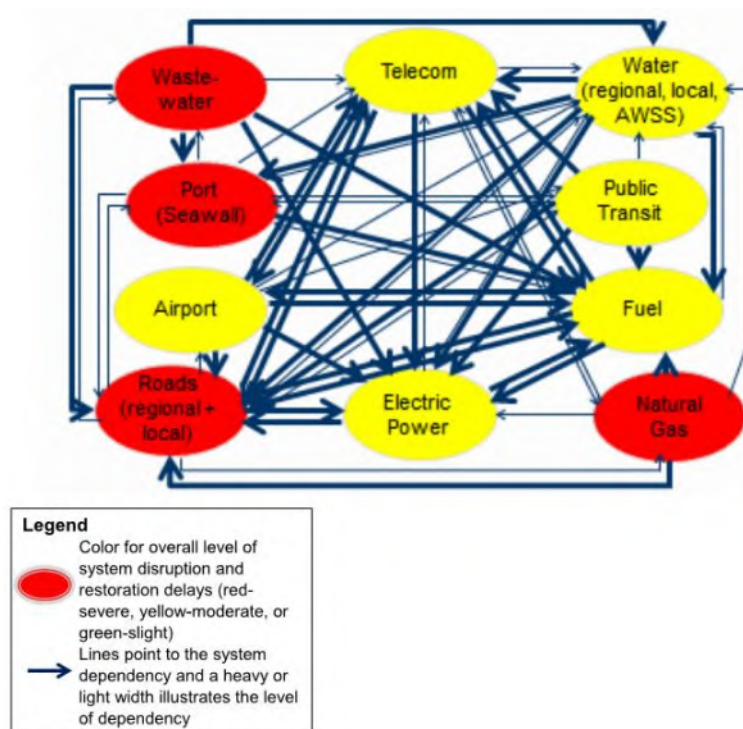 Waste-
water
Telecom
Water
(regional, local,
AWSS)
Port
(Seawall)
Public
Transit
Airport
Fuel
Roads
(regional +
local)
Electric
Power
Natural
Gas
Legend
Color for overall level of
system disruption and
restoration delays (red-
severe, yellow-moderate, or
green-slight)
Lines point to the system
dependency and a heavy or
light width illustrates the level
of dependency